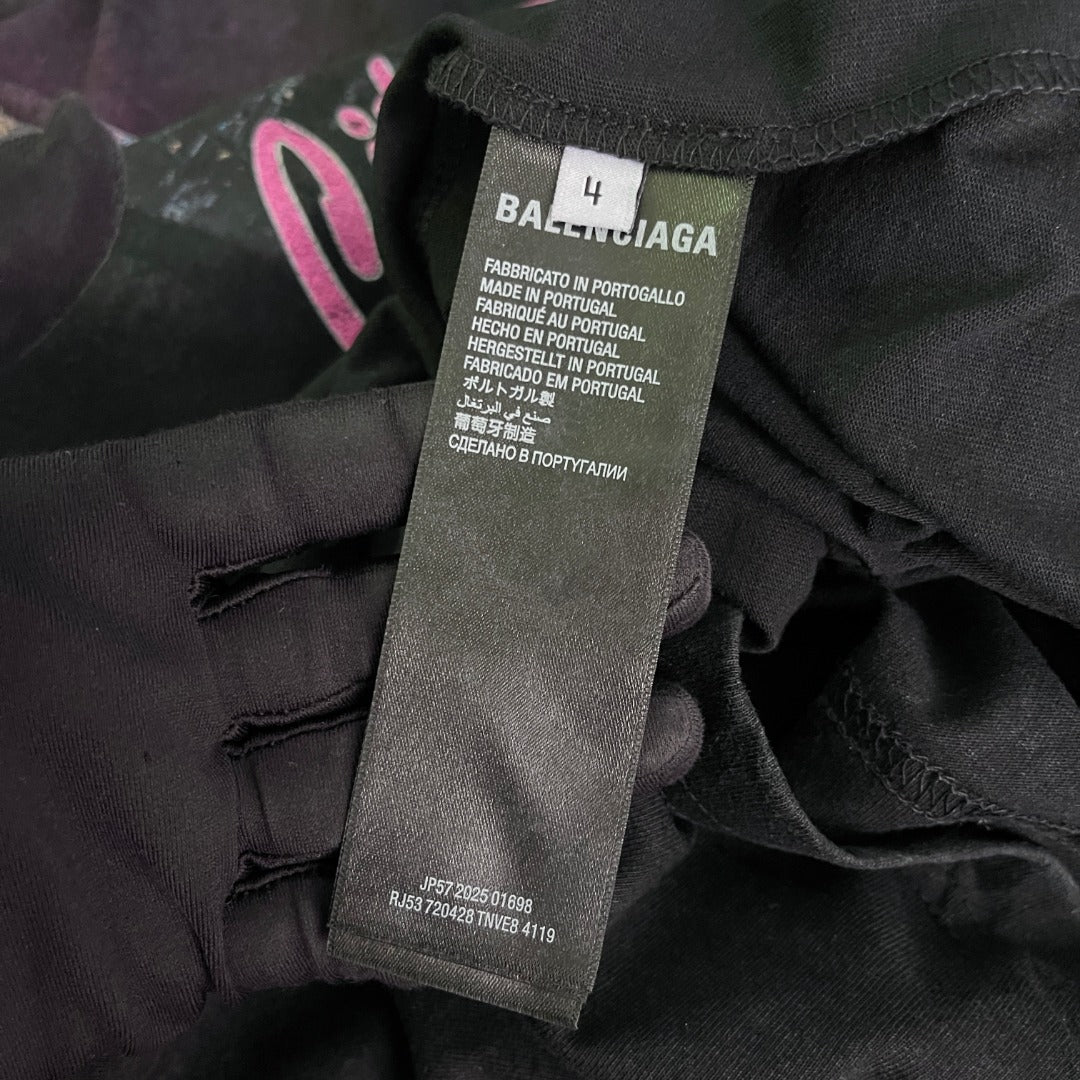 4
BALENCIAGA
FABBRICATO IN PORTOGALLO
MADE IN PORTUGAL
FABRIQUÉ AU PORTUGAL
HECHO EN PORTUGAL
HERGESTELLT IN PORTUGAL
FABRICADO EM PORTUGAL
ポルトガル製
صنع في البرتغال
葡萄牙制造
СДЕЛАНО В ПОРТУГАЛИИ
JP57 2025 01698
RJ53 720428 TNVE8 4119